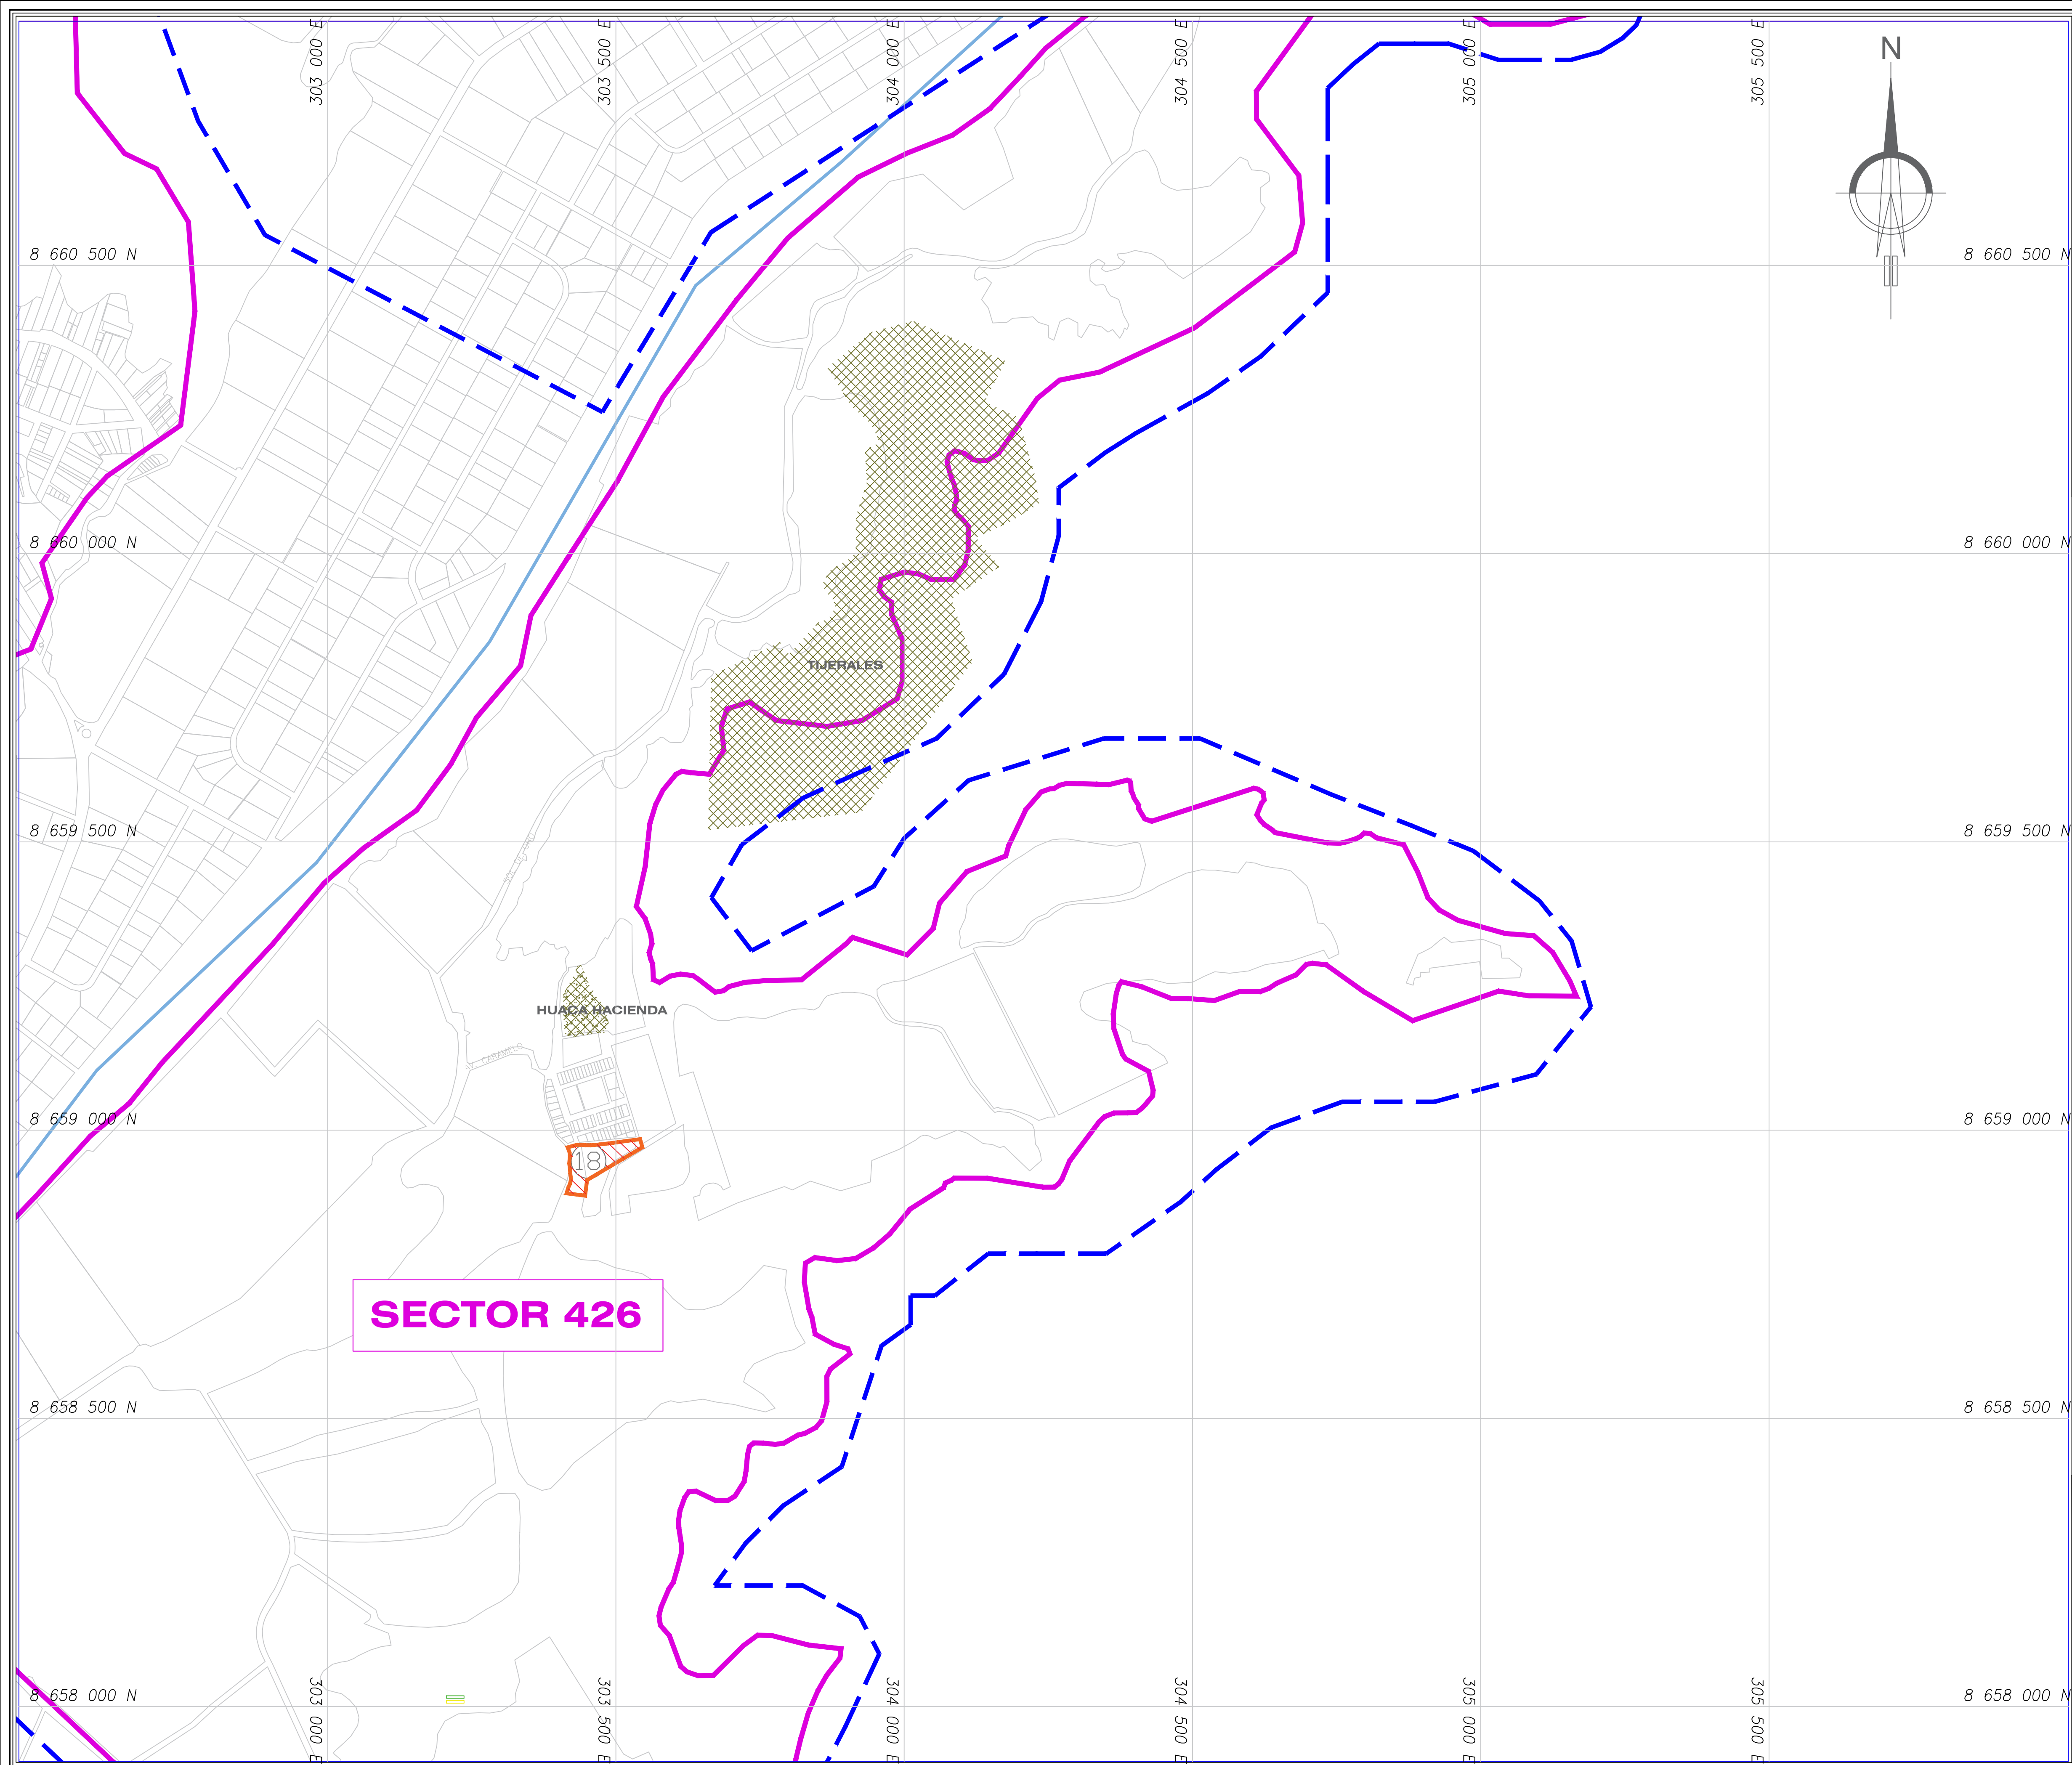 303 000 E
303 500 E
304 000 E
304 500 E
305 000 E
305 500 E
N
8 660 500 N
8 660 500 N
8 660 000 N
8 660 000 N
TIJERALES
8 659 500 N
8 659 500 N
HUACA HACIENDA
CARAMELO
8 659 000 N
8 659 000 N
18
SECTOR 426
8 658 500 N
8 658 500 N
8 658 000 N
8 658 000 N
303 000 E
303 500 E
304 000 E
304 500 E
305 000 E
305 500 E